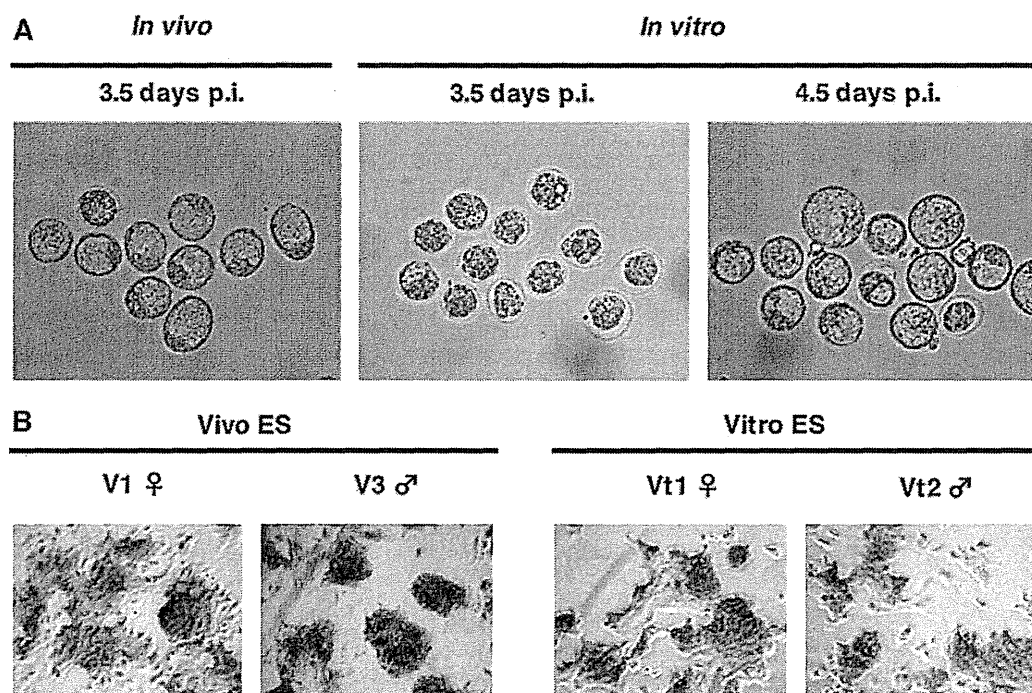 A In vivo In vitro
3.5 days p.i. 3.5 days p.i. 4.5 days p.i.
B Vivo ES Vitro ES
V1 ♀ V3 ♂ Vt1 ♀ Vt2 ♂